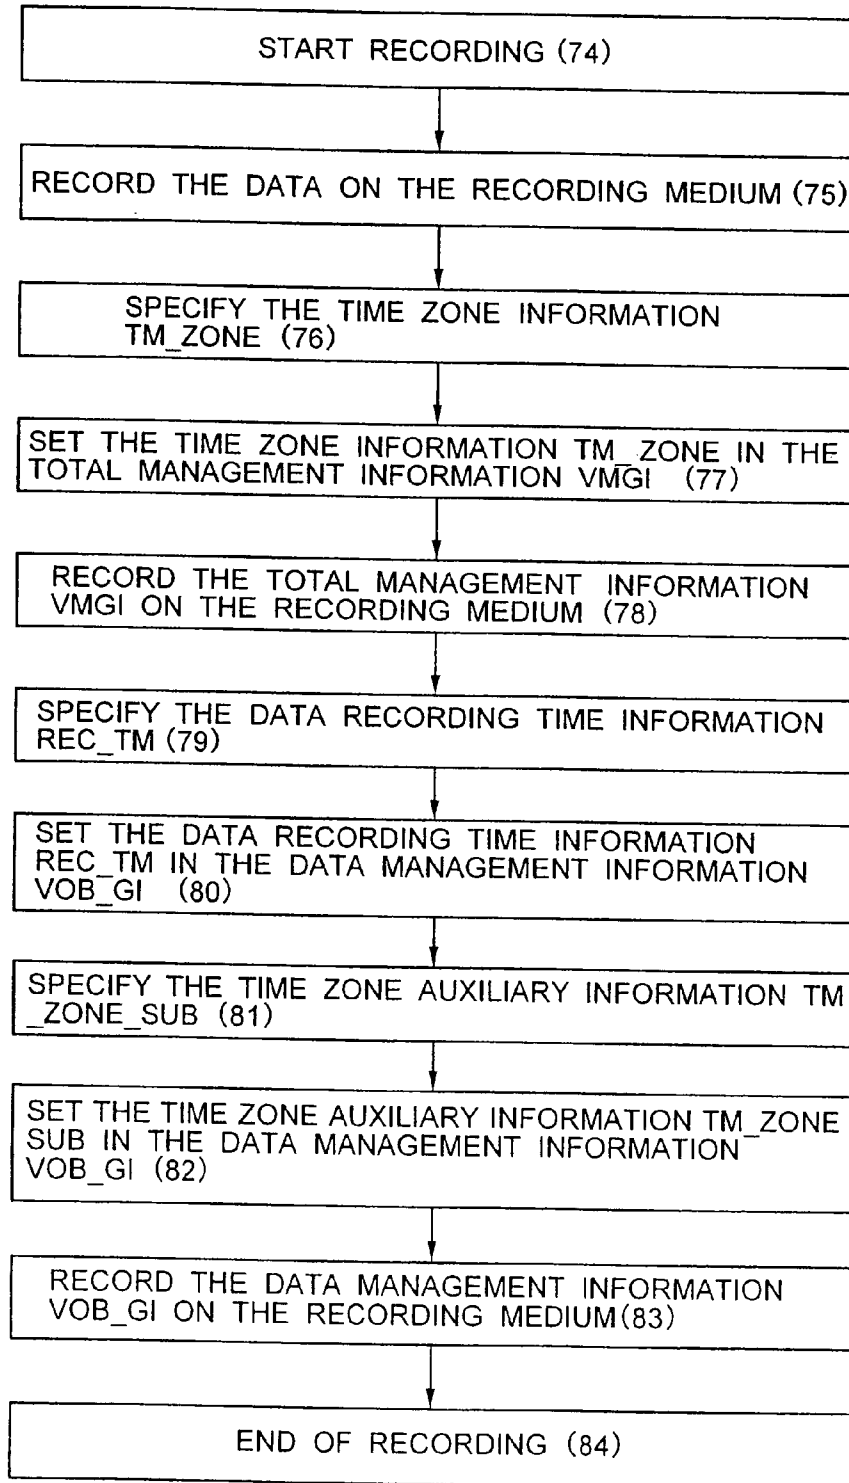 START RECORDING (74)
RECORD THE DATA ON THE RECORDING MEDIUM (75)
SPECIFY THE TIME ZONE INFORMATION
TM_ZONE (76)
SET THE TIME ZONE INFORMATION TM_ZONE IN THE
TOTAL MANAGEMENT INFORMATION VMGI (77)
RECORD THE TOTAL MANAGEMENT INFORMATION
VMGI ON THE RECORDING MEDIUM (78)
SPECIFY THE DATA RECORDING TIME INFORMATION
REC_TM (79)
SET THE DATA RECORDING TIME INFORMATION
REC_TM IN THE DATA MANAGEMENT INFORMATION
VOB_GI (80)
SPECIFY THE TIME ZONE AUXILIARY INFORMATION TM
_ZONE_SUB (81)
SET THE TIME ZONE AUXILIARY INFORMATION TM_ZONE
SUB IN THE DATA MANAGEMENT INFORMATION
VOB_GI (82)
RECORD THE DATA MANAGEMENT INFORMATION
VOB_GI ON THE RECORDING MEDIUM(83)
END OF RECORDING (84)